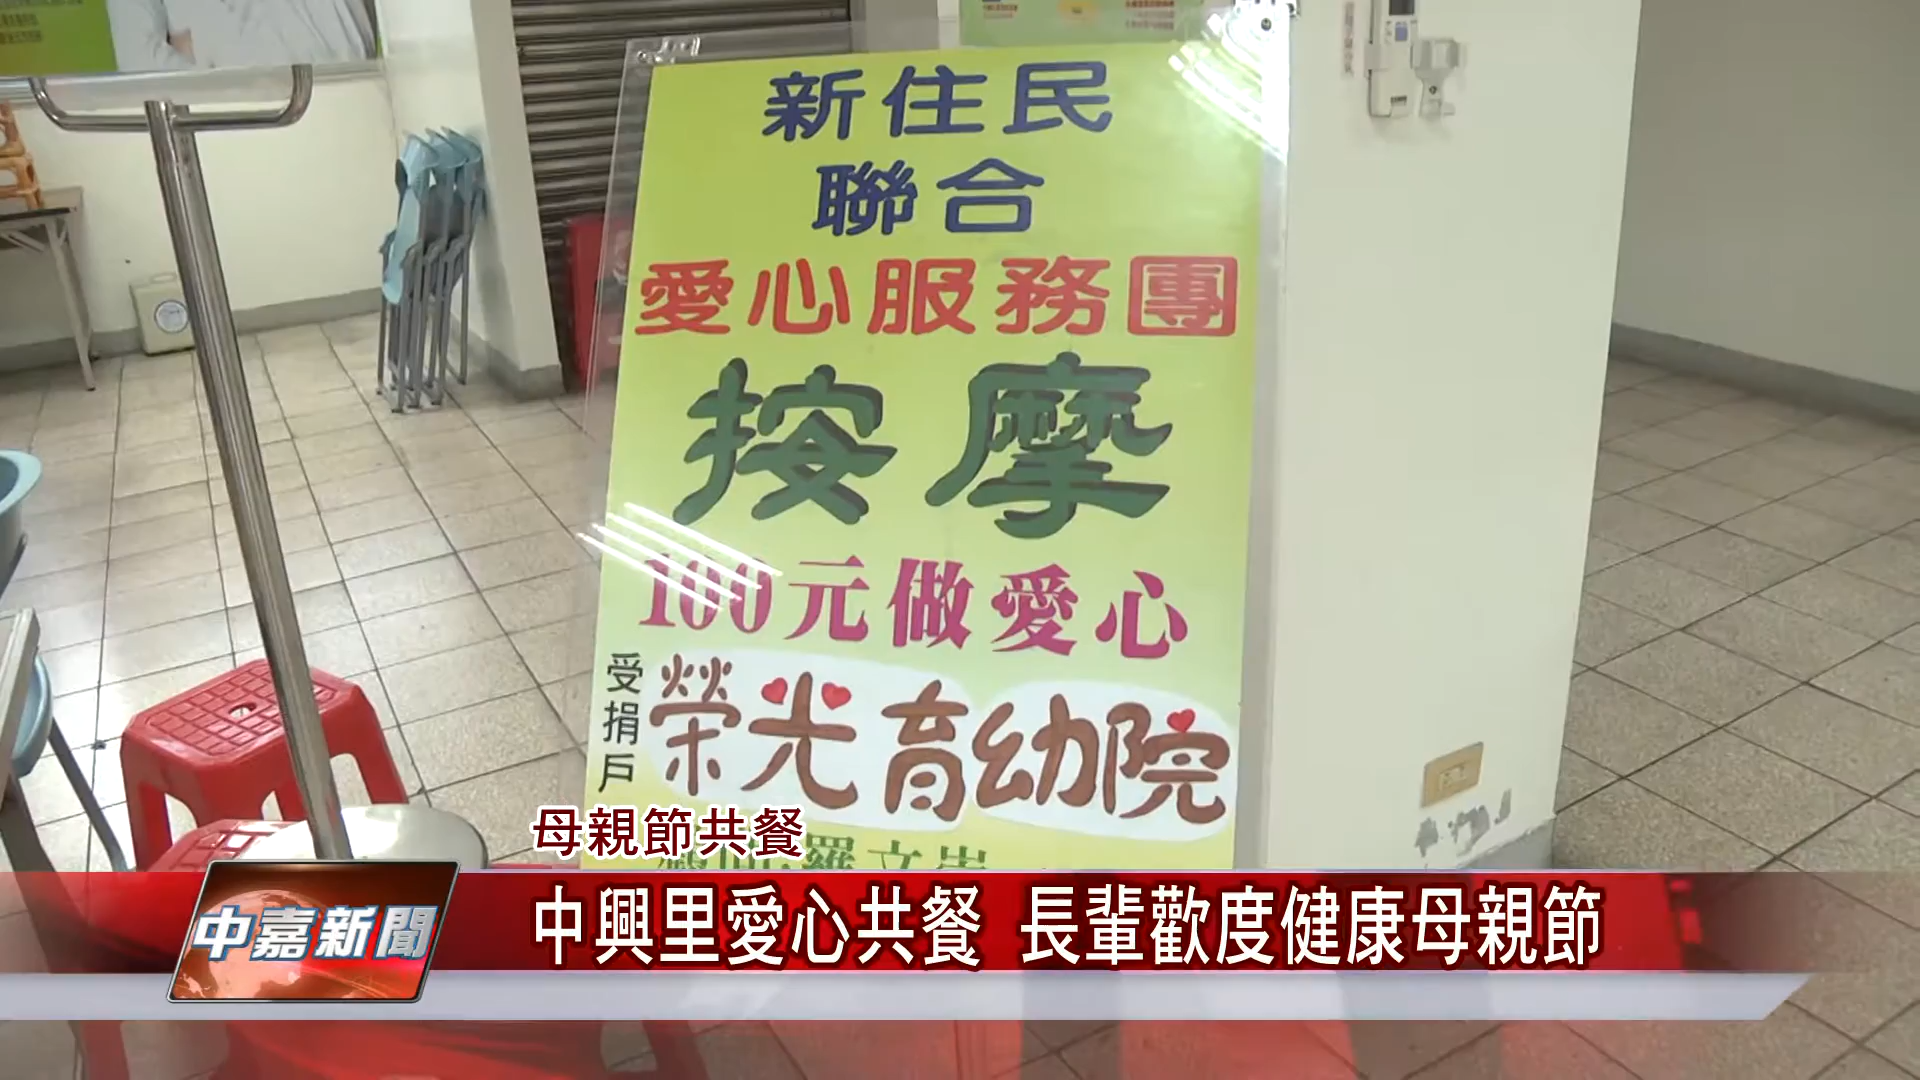 新住民
聯合
愛心服務團
按摩
100元做愛心
受捐戶
榮光育幼院
母親節共餐
中嘉新聞
中興里愛心共餐 長輩歡度健康母親節